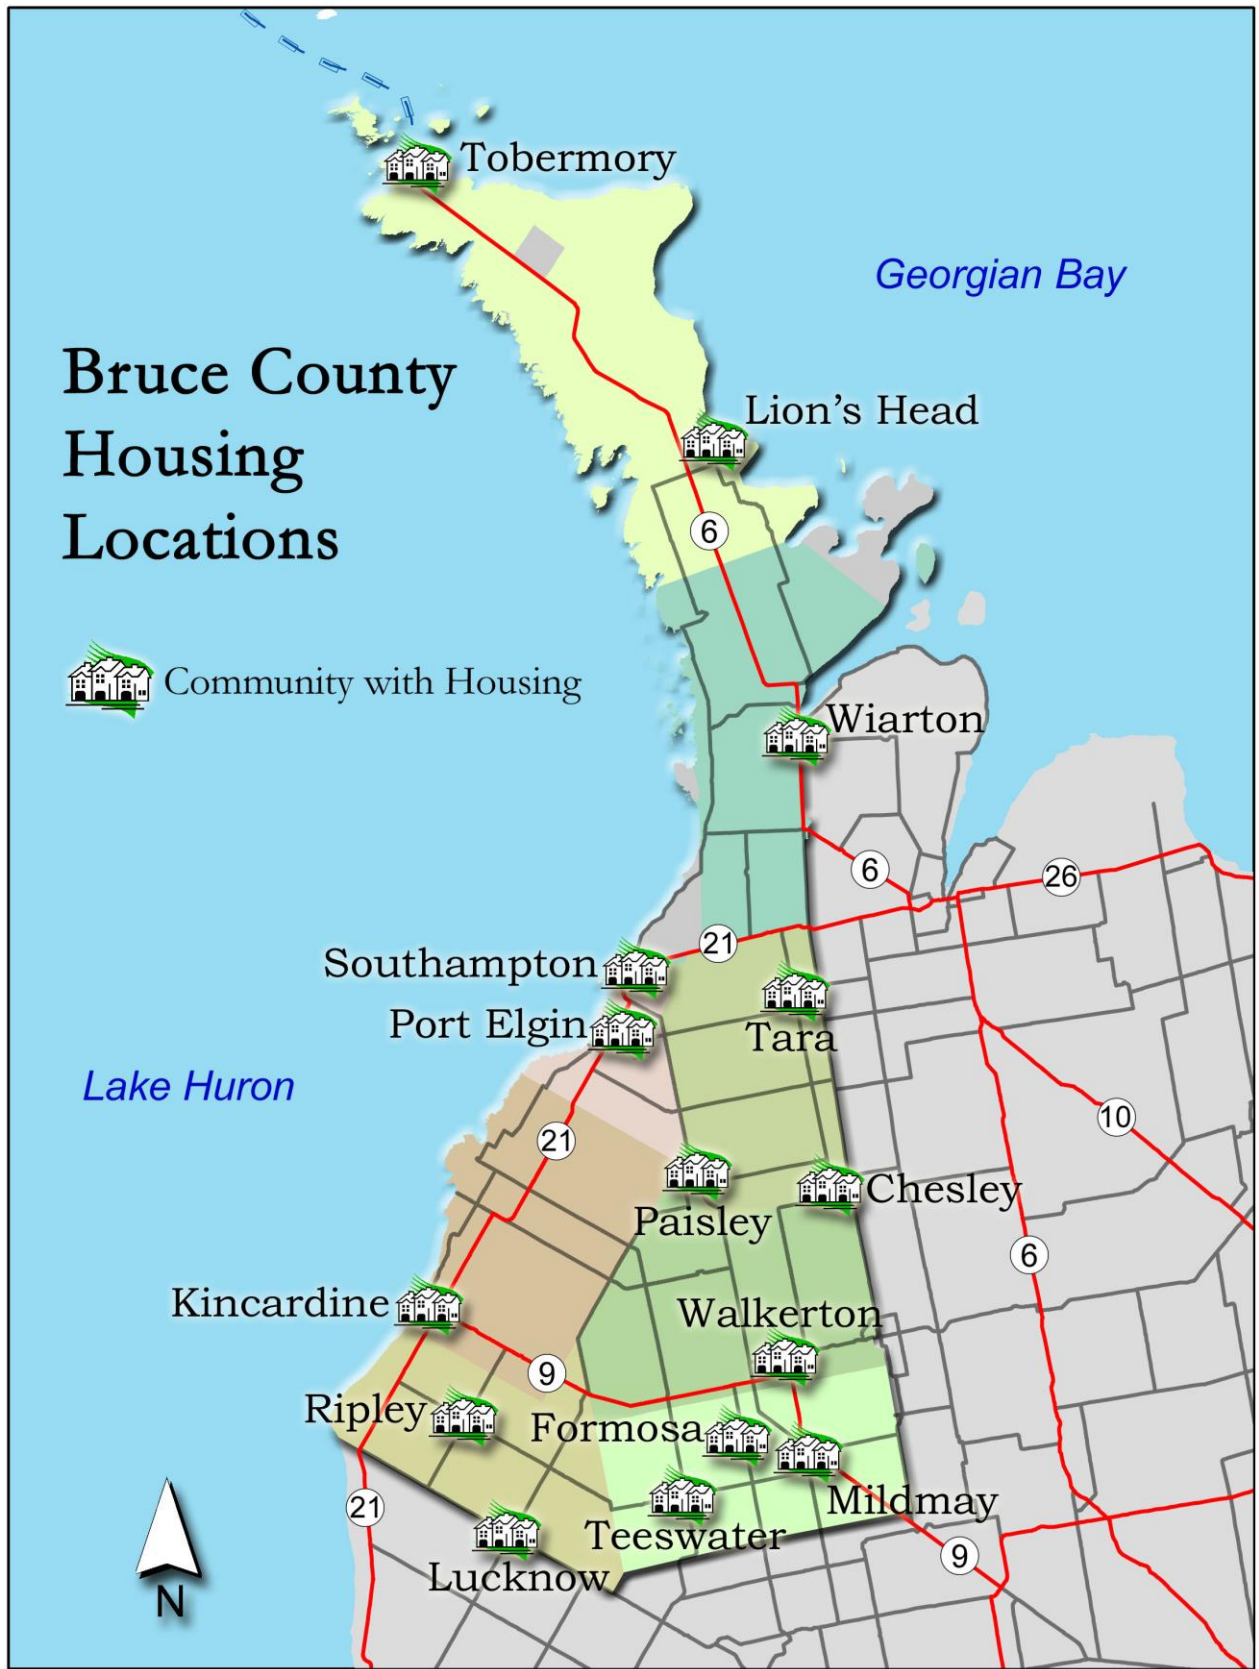 Tobermory
Georgian Bay
Bruce County
Housing
Locations
Lion's Head
6
Community with Housing
Wiarton
6
26
21
Southampton
Port Elgin
Tara
Lake Huron
21
10
Paisley
Chesley
6
Kincardine
Walkerton
9
Ripley
Formosa
21
Mildmay
Teeswater
Lucknow
9
N